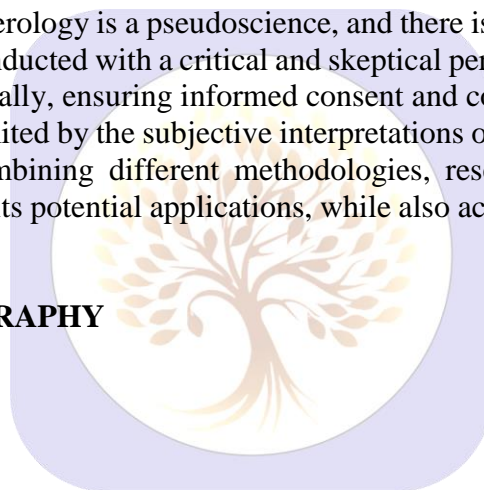 erology is a pseudoscience, and there is
nducted with a critical and skeptical per
ally, ensuring informed consent and co
ited by the subjective interpretations o
mbining different methodologies, rese
ts potential applications, while also ac
RAPHY